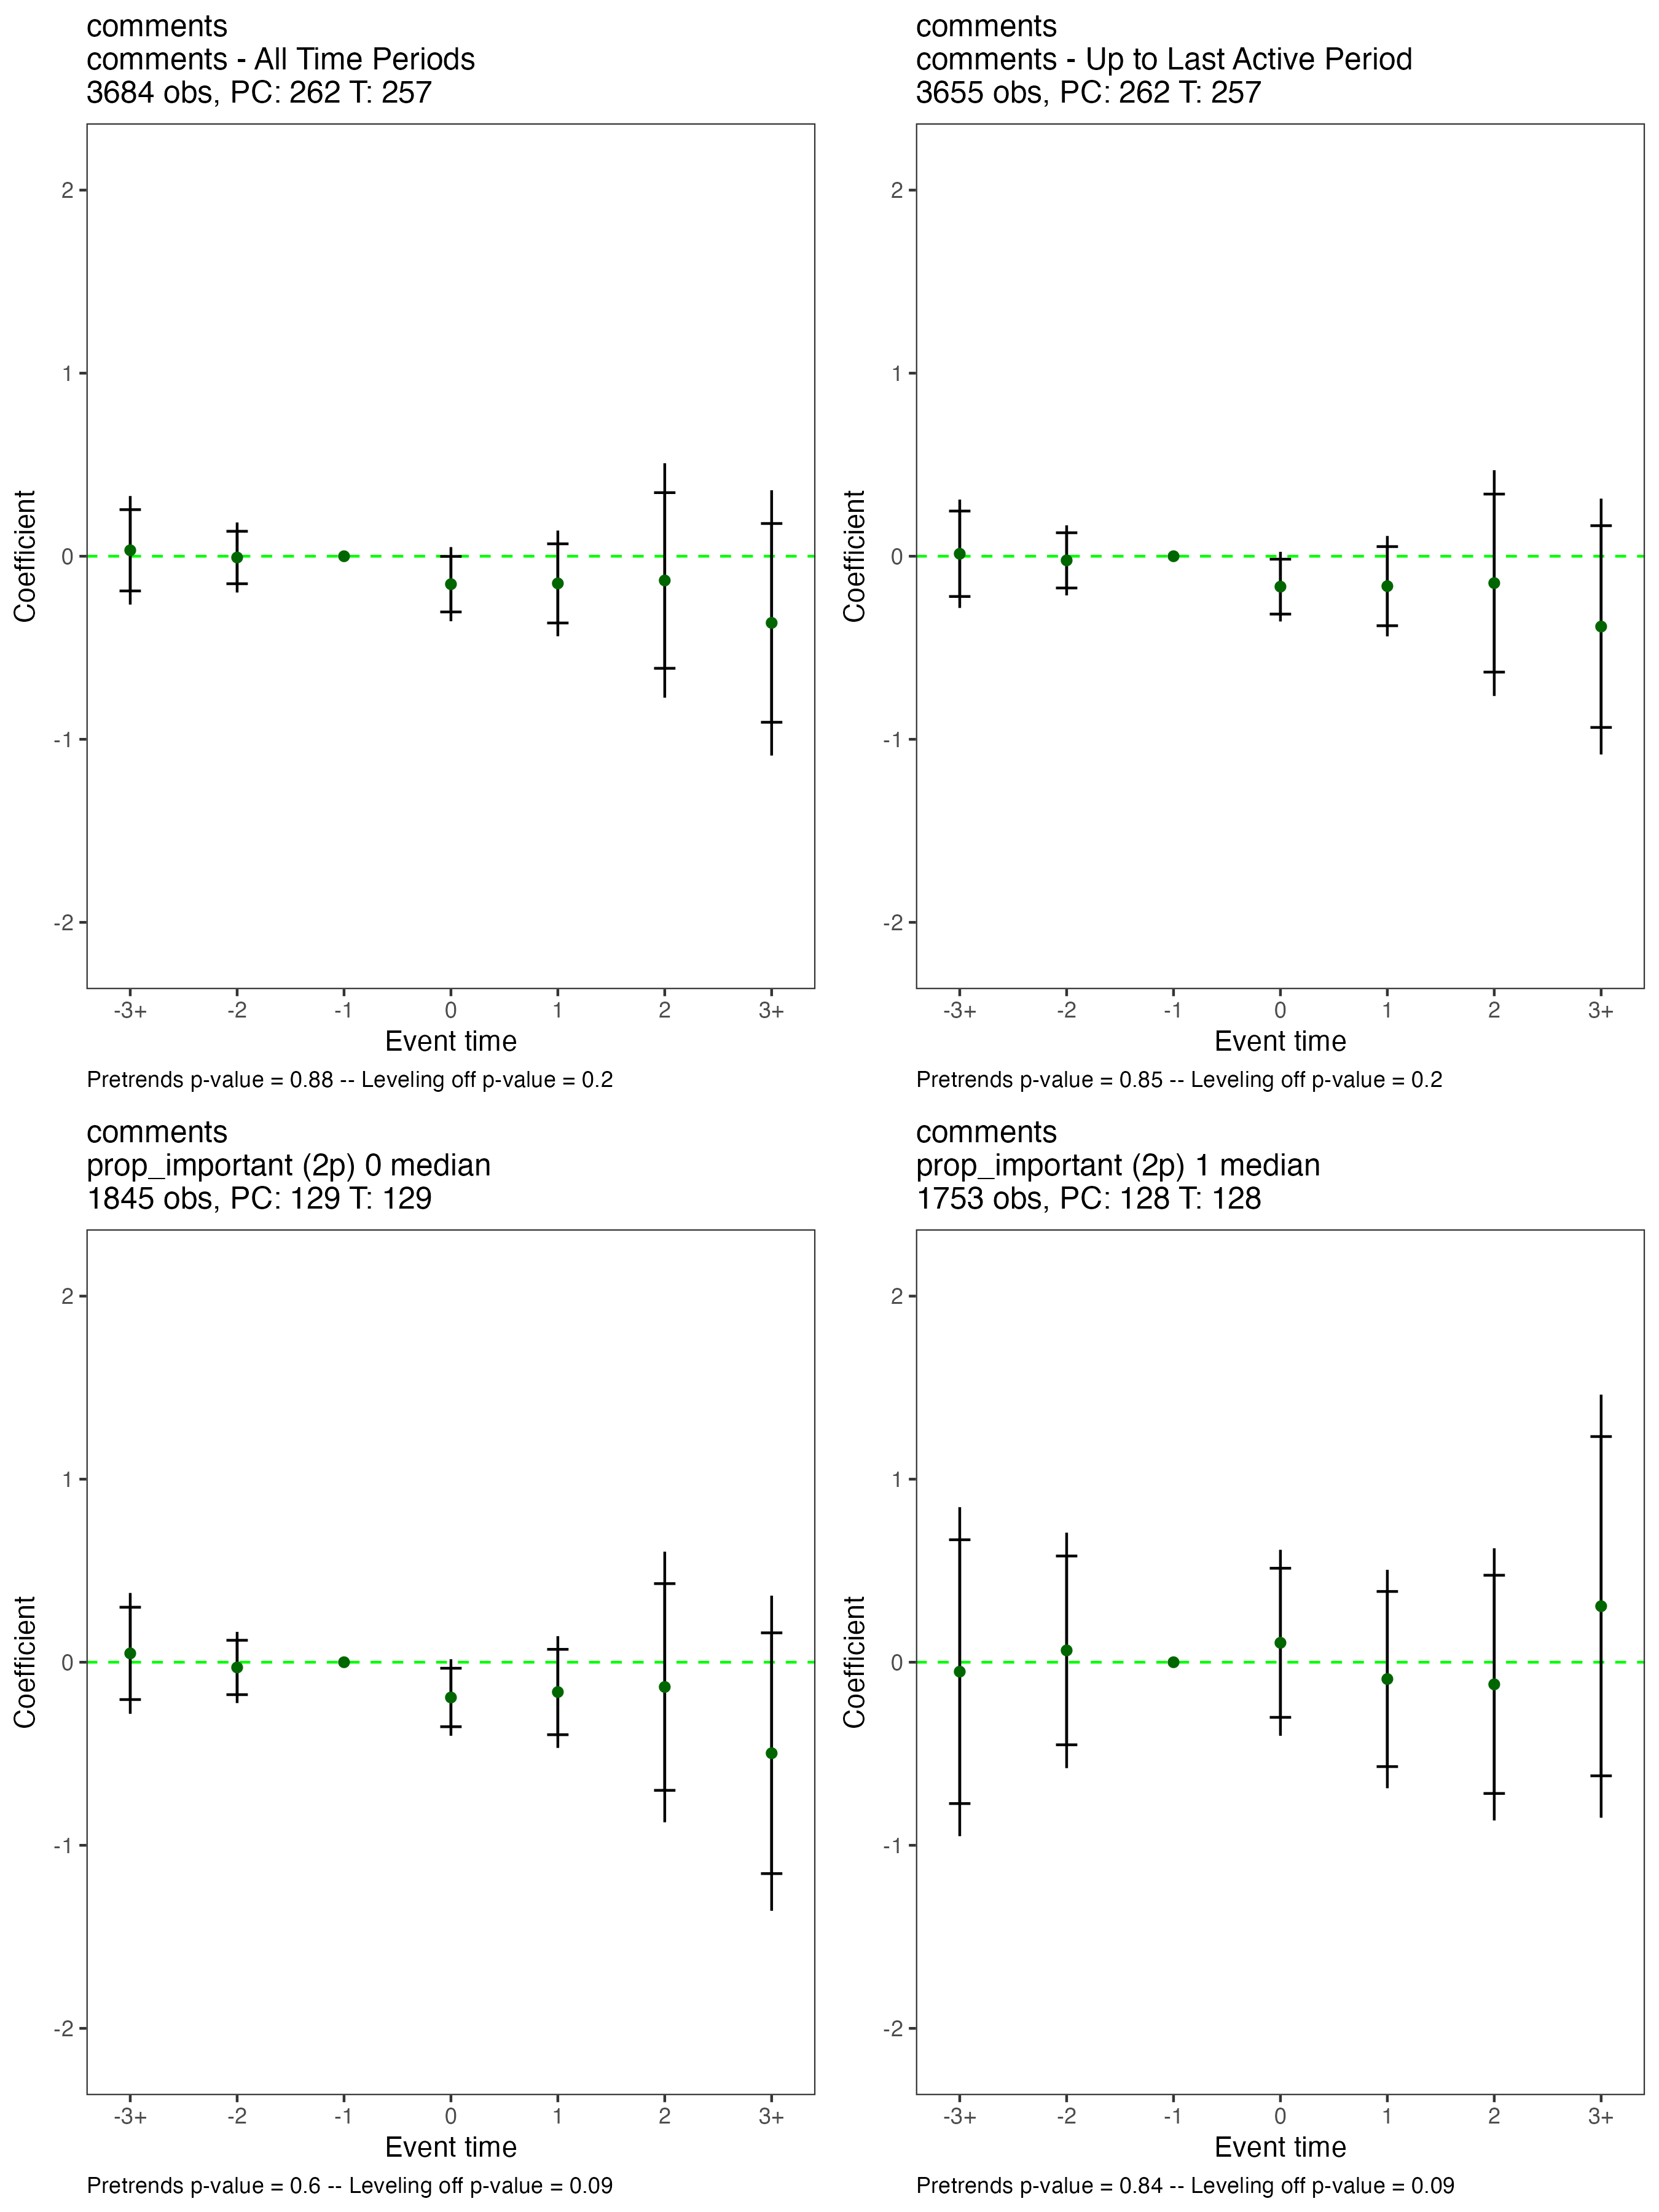 comments
comments - All Time Periods
3684 obs, PC: 262 T: 257
2
1
0
-1
-2
Coefficient
-3+ -2 -1 0 1 2 3+
Event time
Pretrends p-value = 0.88 -- Leveling off p-value = 0.2
comments
comments - Up to Last Active Period
3655 obs, PC: 262 T: 257
2
1
0
-1
-2
Coefficient
-3+ -2 -1 0 1 2 3+
Event time
Pretrends p-value = 0.85 -- Leveling off p-value = 0.2
comments
prop_important (2p) 0 median
1845 obs, PC: 129 T: 129
2
1
0
-1
-2
Coefficient
-3+ -2 -1 0 1 2 3+
Event time
Pretrends p-value = 0.6 -- Leveling off p-value = 0.09
comments
prop_important (2p) 1 median
1753 obs, PC: 128 T: 128
2
1
0
-1
-2
Coefficient
-3+ -2 -1 0 1 2 3+
Event time
Pretrends p-value = 0.84 -- Leveling off p-value = 0.09